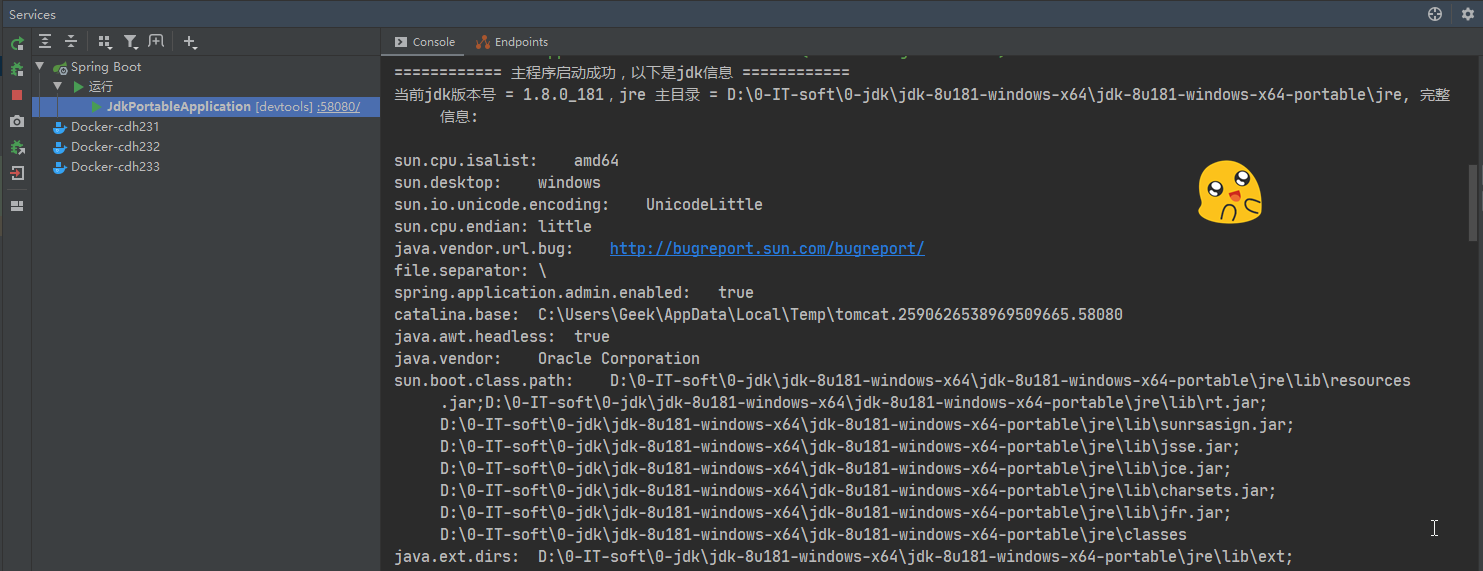 Services
Spring Boot
运行
JdkPortableApplication [devtools] :58080/
Docker-cdh231
Docker-cdh232
Docker-cdh233
Console
Endpoints
============ 主程序启动成功，以下是jdk信息 ============
当前jdk版本号 = 1.8.0_181，jre 主目录 = D:\0-IT-soft\0-jdk\jdk-8u181-windows-x64\jdk-8u181-windows-x64-portable\jre, 完整
信息:
sun.cpu.isalist: amd64
sun.desktop: windows
sun.io.unicode.encoding: UnicodeLittle
sun.cpu.endian: little
java.vendor.url.bug: http://bugreport.sun.com/bugreport/
file.separator: \
spring.application.admin.enabled: true
catalina.base: C:\Users\Geek\AppData\Local\Temp\tomcat.2590626538969509665.58080
java.awt.headless: true
java.vendor: Oracle Corporation
sun.boot.class.path: D:\0-IT-soft\0-jdk\jdk-8u181-windows-x64\jdk-8u181-windows-x64-portable\jre\lib\resources
.jar;D:\0-IT-soft\0-jdk\jdk-8u181-windows-x64\jdk-8u181-windows-x64-portable\jre\lib\rt.jar;
D:\0-IT-soft\0-jdk\jdk-8u181-windows-x64\jdk-8u181-windows-x64-portable\jre\lib\sunrsasign.jar;
D:\0-IT-soft\0-jdk\jdk-8u181-windows-x64\jdk-8u181-windows-x64-portable\jre\lib\jsse.jar;
D:\0-IT-soft\0-jdk\jdk-8u181-windows-x64\jdk-8u181-windows-x64-portable\jre\lib\jce.jar;
D:\0-IT-soft\0-jdk\jdk-8u181-windows-x64\jdk-8u181-windows-x64-portable\jre\lib\charsets.jar;
D:\0-IT-soft\0-jdk\jdk-8u181-windows-x64\jdk-8u181-windows-x64-portable\jre\lib\jfr.jar;
D:\0-IT-soft\0-jdk\jdk-8u181-windows-x64\jdk-8u181-windows-x64-portable\jre\classes
java.ext.dirs: D:\0-IT-soft\0-jdk\jdk-8u181-windows-x64\jdk-8u181-windows-x64-portable\jre\lib\ext;